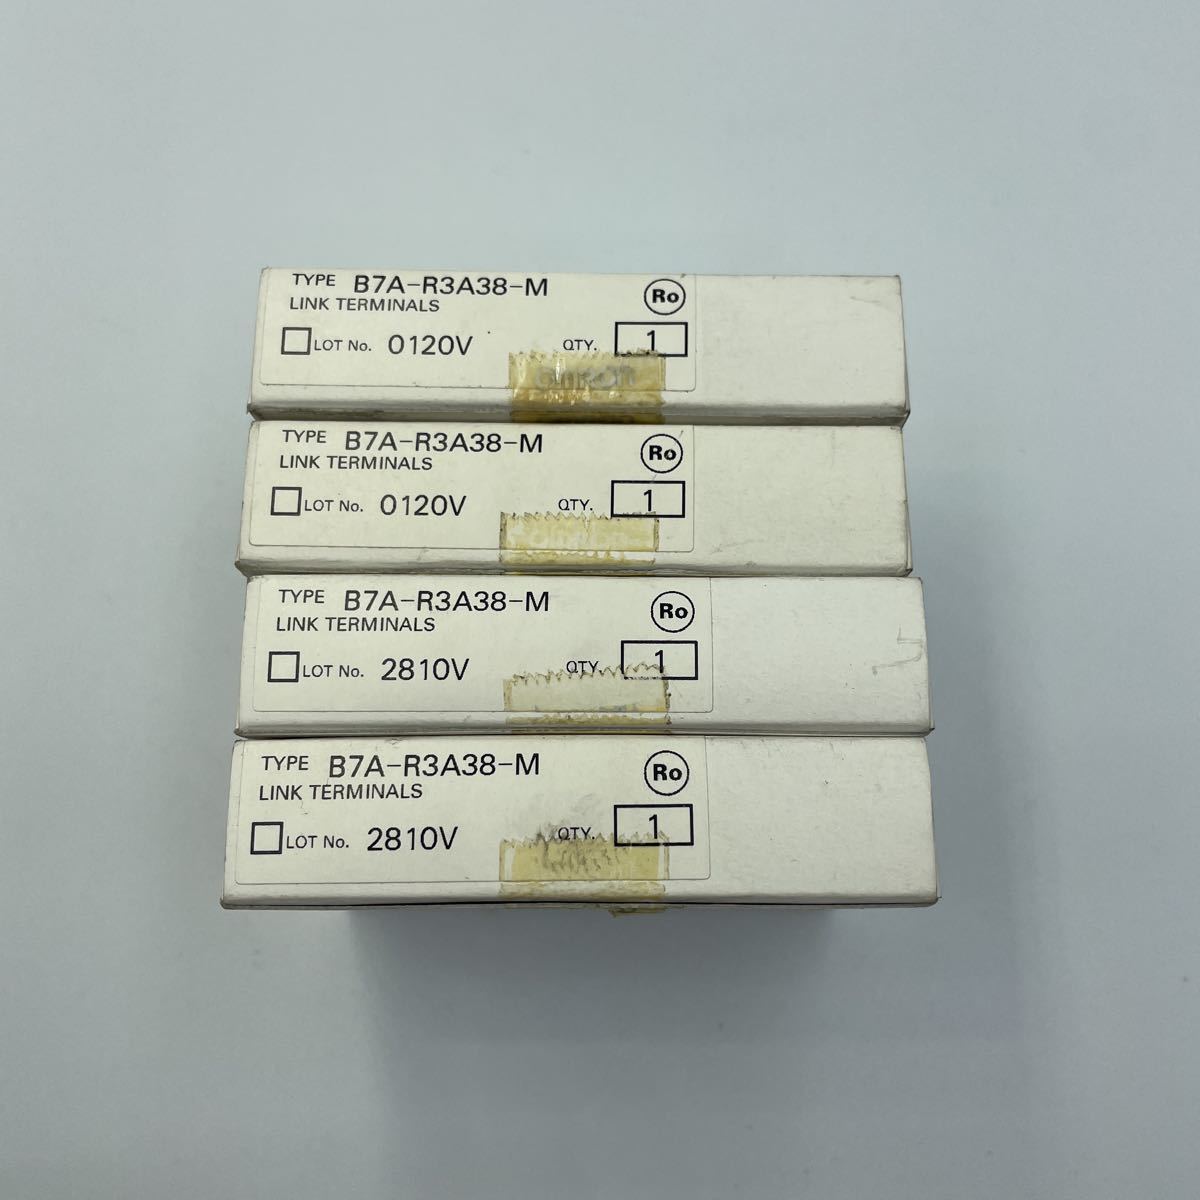 TYPE B7A-R3A38-M Ro
LINK TERMINALS
LOT No. 0120V QTY. 1
omron
TYPE B7A-R3A38-M Ro
LINK TERMINALS
LOT No. 0120V QTY. 1
omron
TYPE B7A-R3A38-M Ro
LINK TERMINALS
LOT No. 2810V QTY. 1
TYPE B7A-R3A38-M Ro
LINK TERMINALS
LOT No. 2810V QTY. 1